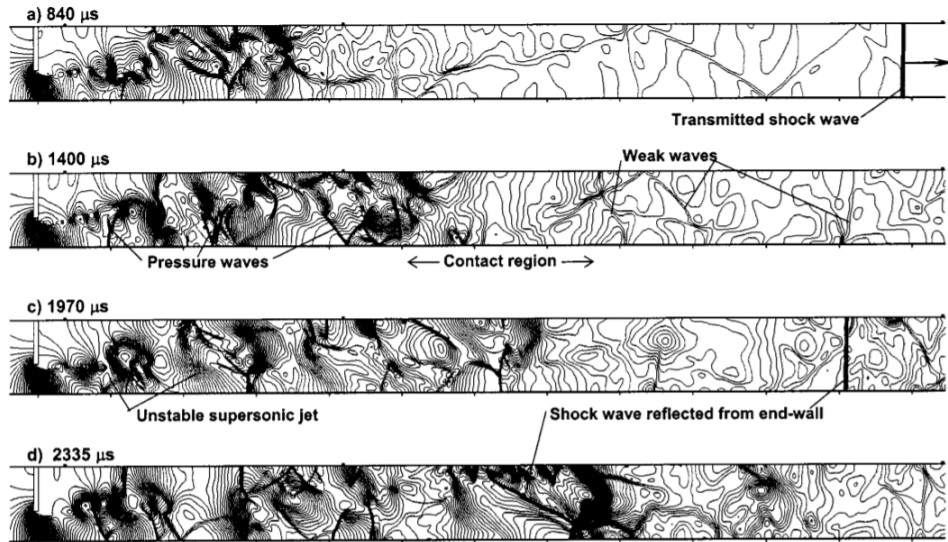 a) 840 μs
Transmitted shock wave
b) 1400 μs
Weak waves
Pressure waves
Contact region
c) 1970 μs
Unstable supersonic jet
Shock wave reflected from end-wall
d) 2335 μs